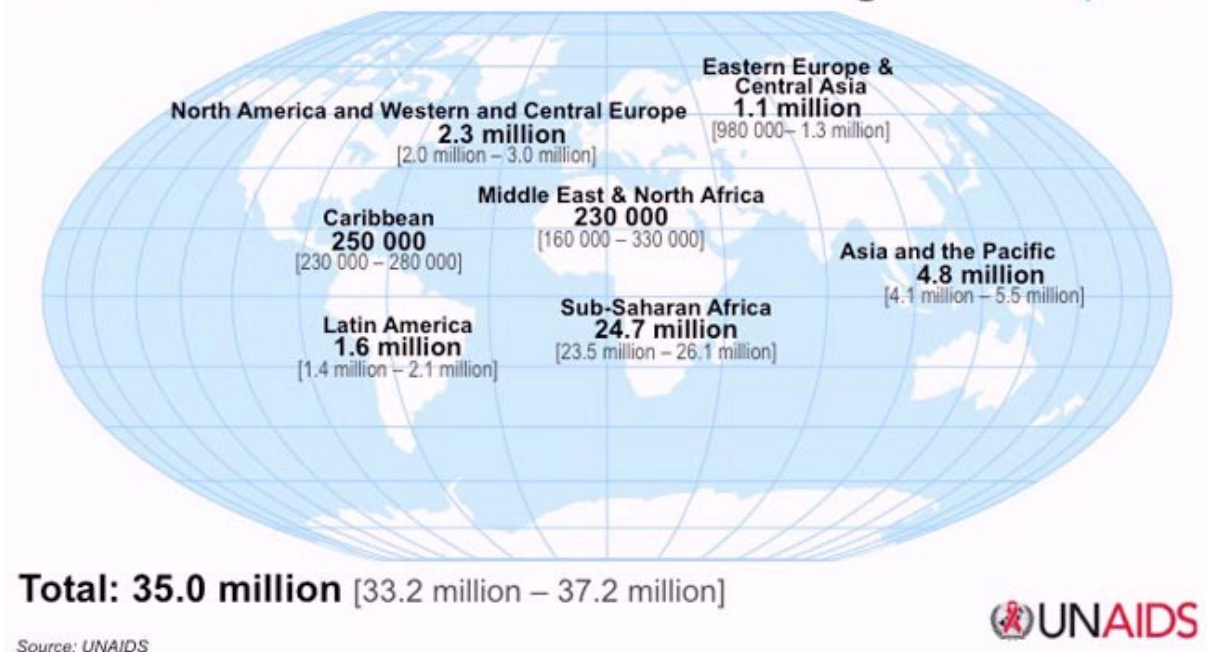 Eastern Europe &
Central Asia
1.1 million
[980 000– 1.3 million]
North America and Western and Central Europe
2.3 million
[2.0 million – 3.0 million]
Middle East & North Africa
230 000
[160 000 – 330 000]
Caribbean
250 000
[230 000 – 280 000]
Asia and the Pacific
4.8 million
[4.1 million – 5.5 million]
Sub-Saharan Africa
24.7 million
[23.5 million – 26.1 million]
Latin America
1.6 million
[1.4 million – 2.1 million]
Total: 35.0 million [33.2 million – 37.2 million]
UNAIDS
Source: UNAIDS